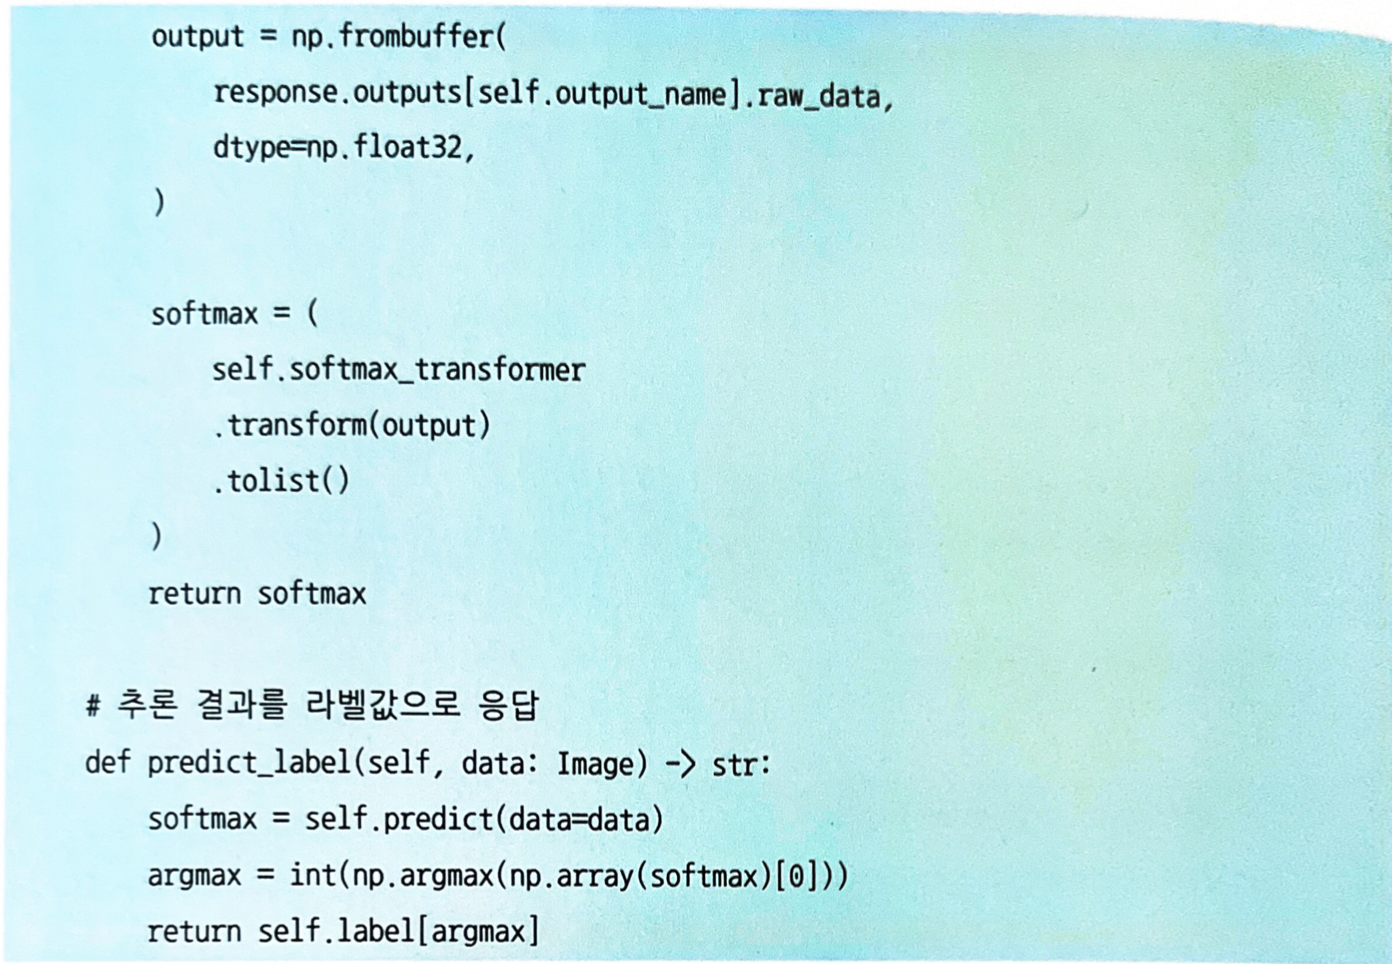 output = np.frombuffer(
response.outputs[self.output_name].raw_data,
dtype=np.float32,
)
softmax = (
self.softmax_transformer
.transform(output)
.tolist()
)
return softmax
# 추론 결과를 라벨값으로 응답
def predict_label(self, data: Image) -> str:
softmax = self.predict(data=data)
argmax = int(np.argmax(np.array(softmax)[0]))
return self.label[argmax]